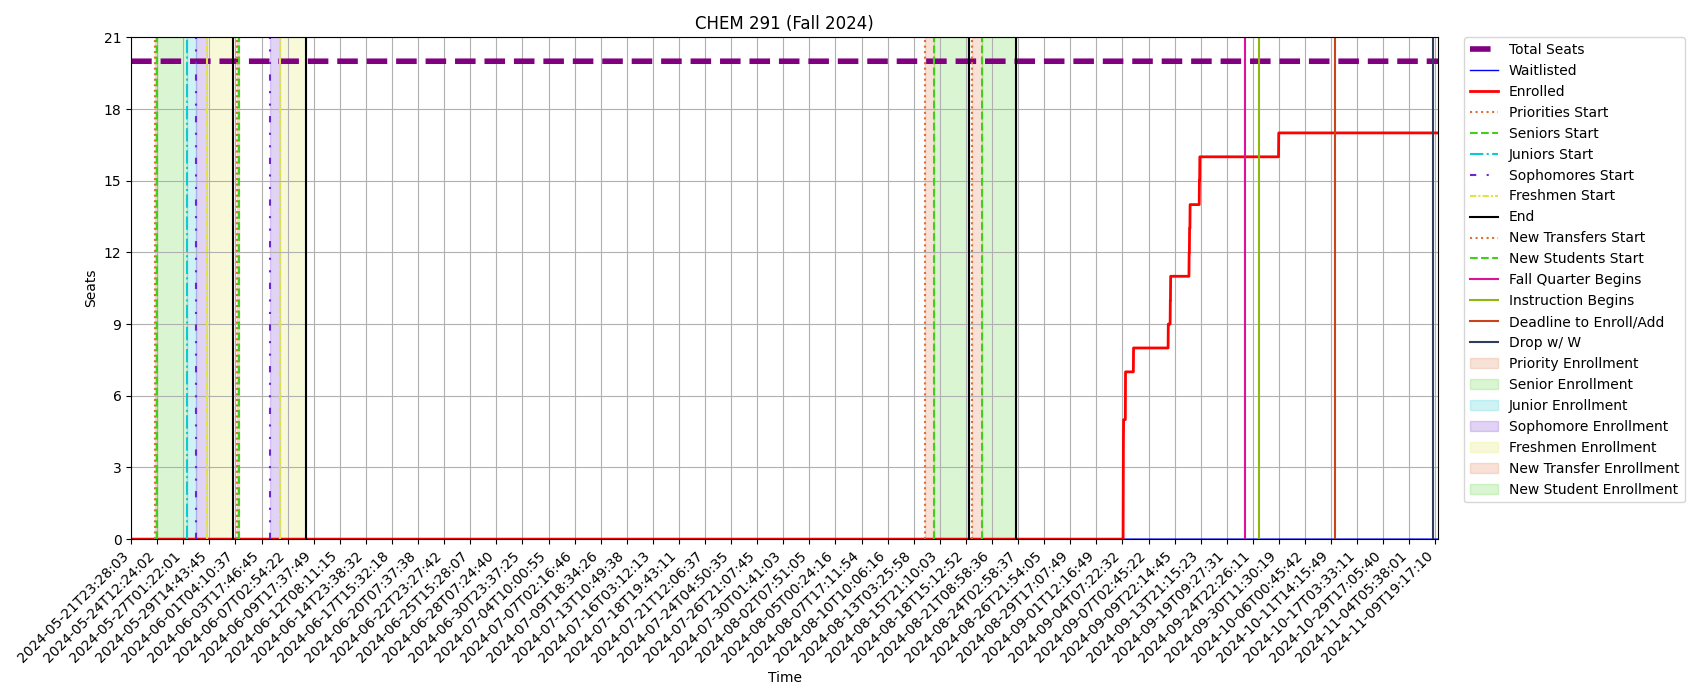 CHEM 291 (Fall 2024)
21
18
15
12
9
6
3
0
Seats
2024-05-21T23:28:03
2024-05-24T12:24:02
2024-05-27T01:22:01
2024-05-29T14:43:45
2024-06-01T04:10:37
2024-06-03T17:46:45
2024-06-07T02:54:22
2024-06-09T17:37:49
2024-06-12T08:11:15
2024-06-14T23:38:32
2024-06-17T15:32:18
2024-06-20T07:37:38
2024-06-22T23:27:42
2024-06-25T15:28:07
2024-06-28T07:24:40
2024-06-30T23:37:25
2024-07-04T10:00:55
2024-07-07T02:16:46
2024-07-09T18:34:26
2024-07-13T10:49:38
2024-07-16T03:12:13
2024-07-18T19:43:11
2024-07-21T12:06:37
2024-07-24T04:50:35
2024-07-26T21:07:45
2024-07-30T01:41:03
2024-08-02T17:51:05
2024-08-05T00:24:16
2024-08-07T17:11:54
2024-08-10T10:06:16
2024-08-13T03:25:58
2024-08-15T21:10:03
2024-08-18T15:12:52
2024-08-21T08:58:36
2024-08-24T02:58:37
2024-08-26T21:54:05
2024-08-29T17:07:49
2024-09-01T12:16:49
2024-09-04T07:22:32
2024-09-07T02:45:22
2024-09-09T22:14:45
2024-09-13T21:15:23
2024-09-19T09:27:31
2024-09-24T22:26:11
2024-09-30T11:30:19
2024-10-06T00:45:42
2024-10-11T14:15:49
2024-10-17T03:33:11
2024-10-29T17:05:40
2024-11-04T05:38:01
2024-11-09T19:17:10
Time
Total Seats
Waitlisted
Enrolled
Priorities Start
Seniors Start
Juniors Start
Sophomores Start
Freshmen Start
End
New Transfers Start
New Students Start
Fall Quarter Begins
Instruction Begins
Deadline to Enroll/Add
Drop w/ W
Priority Enrollment
Senior Enrollment
Junior Enrollment
Sophomore Enrollment
Freshmen Enrollment
New Transfer Enrollment
New Student Enrollment